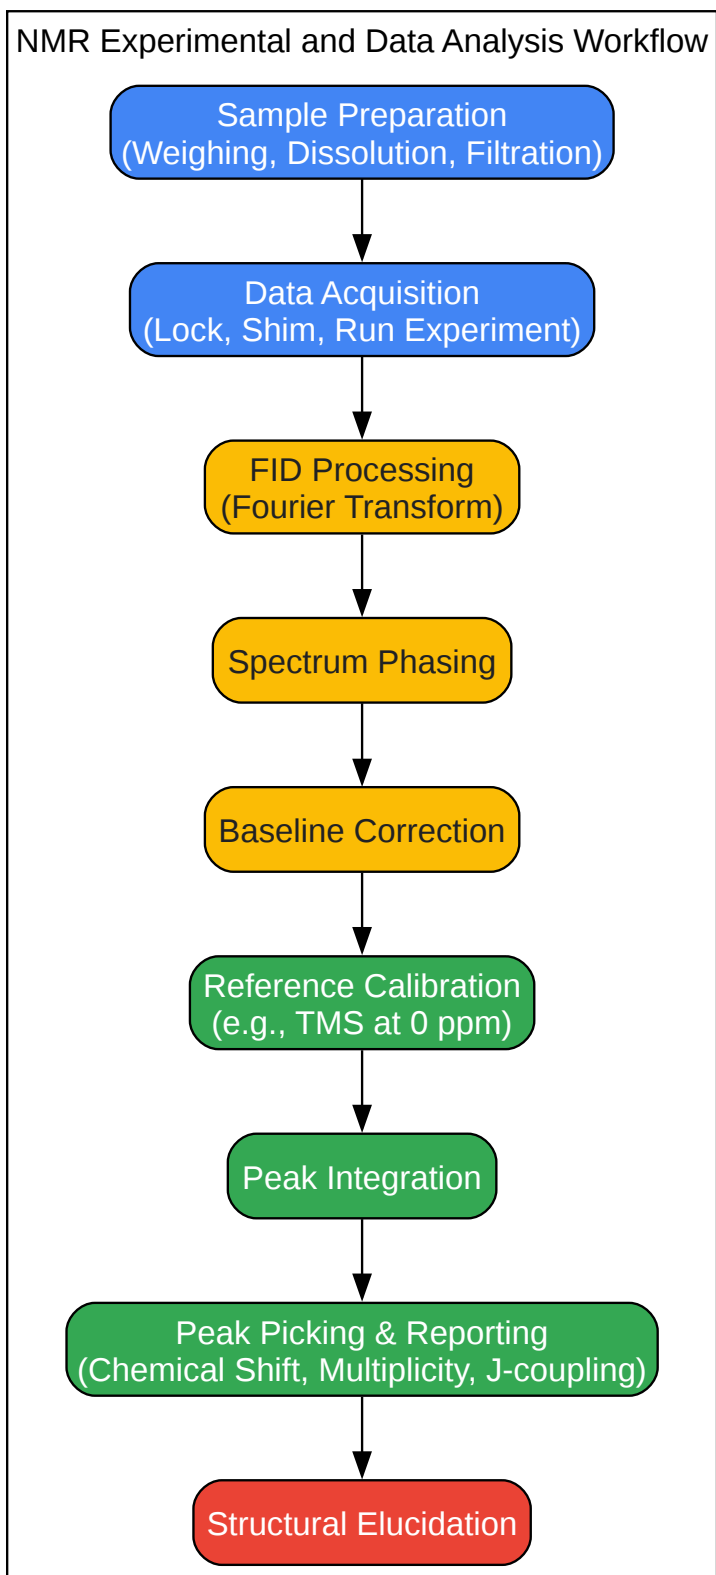 NMR Experimental and Data Analysis Workflow
Sample Preparation
(Weighing, Dissolution, Filtration)
Data Acquisition
(Lock, Shim, Run Experiment)
FID Processing
(Fourier Transform)
Spectrum Phasing
Baseline Correction
Reference Calibration
(e.g., TMS at 0 ppm)
Peak Integration
Peak Picking & Reporting
(Chemical Shift, Multiplicity, J-coupling)
Structural Elucidation